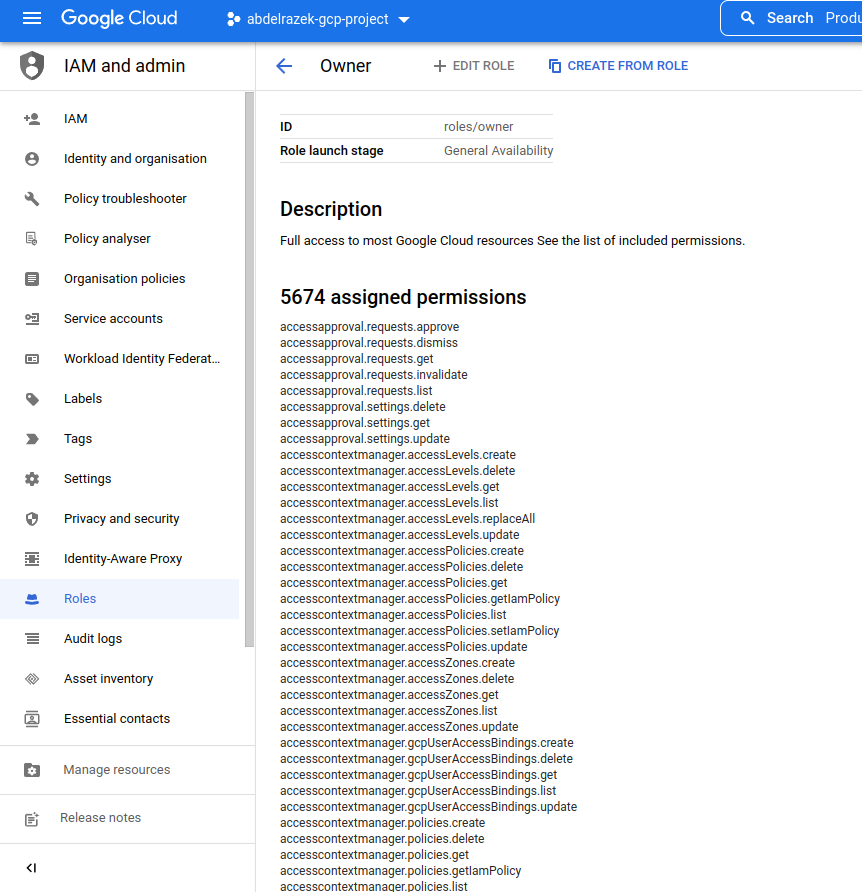 Google Cloud
abdelrazek-gcp-project
Search Produ
IAM and admin
IAM
Identity and organisation
Policy troubleshooter
Policy analyser
Organisation policies
Service accounts
Workload Identity Federat...
Labels
Tags
Settings
Privacy and security
Identity-Aware Proxy
Roles
Audit logs
Asset inventory
Essential contacts
Manage resources
Release notes
Owner
EDIT ROLE
CREATE FROM ROLE
ID roles/owner
Role launch stage General Availability
Description
Full access to most Google Cloud resources See the list of included permissions.
5674 assigned permissions
accessapproval.requests.approve
accessapproval.requests.dismiss
accessapproval.requests.get
accessapproval.requests.invalidate
accessapproval.requests.list
accessapproval.settings.delete
accessapproval.settings.get
accessapproval.settings.update
accesscontextmanager.accessLevels.create
accesscontextmanager.accessLevels.delete
accesscontextmanager.accessLevels.get
accesscontextmanager.accessLevels.list
accesscontextmanager.accessLevels.replaceAll
accesscontextmanager.accessLevels.update
accesscontextmanager.accessPolicies.create
accesscontextmanager.accessPolicies.delete
accesscontextmanager.accessPolicies.get
accesscontextmanager.accessPolicies.getIamPolicy
accesscontextmanager.accessPolicies.list
accesscontextmanager.accessPolicies.setIamPolicy
accesscontextmanager.accessPolicies.update
accesscontextmanager.accessZones.create
accesscontextmanager.accessZones.delete
accesscontextmanager.accessZones.get
accesscontextmanager.accessZones.list
accesscontextmanager.accessZones.update
accesscontextmanager.gcpUserAccessBindings.create
accesscontextmanager.gcpUserAccessBindings.delete
accesscontextmanager.gcpUserAccessBindings.get
accesscontextmanager.gcpUserAccessBindings.list
accesscontextmanager.gcpUserAccessBindings.update
accesscontextmanager.policies.create
accesscontextmanager.policies.delete
accesscontextmanager.policies.get
accesscontextmanager.policies.getIamPolicy
accesscontextmanager.policies.list